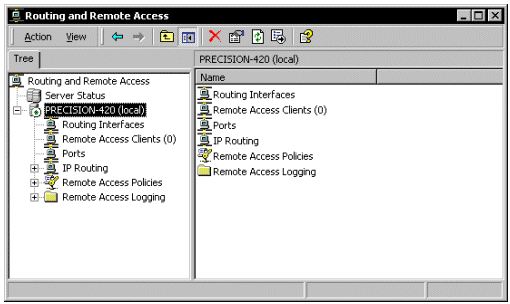 Routing and Remote Access
Action View
Tree
PRECISION-420 (local)
Routing and Remote Access
Server Status
PRECISION-420 (local)
Routing Interfaces
Remote Access Clients (0)
Ports
IP Routing
Remote Access Policies
Remote Access Logging
Name
Routing Interfaces
Remote Access Clients (0)
Ports
IP Routing
Remote Access Policies
Remote Access Logging